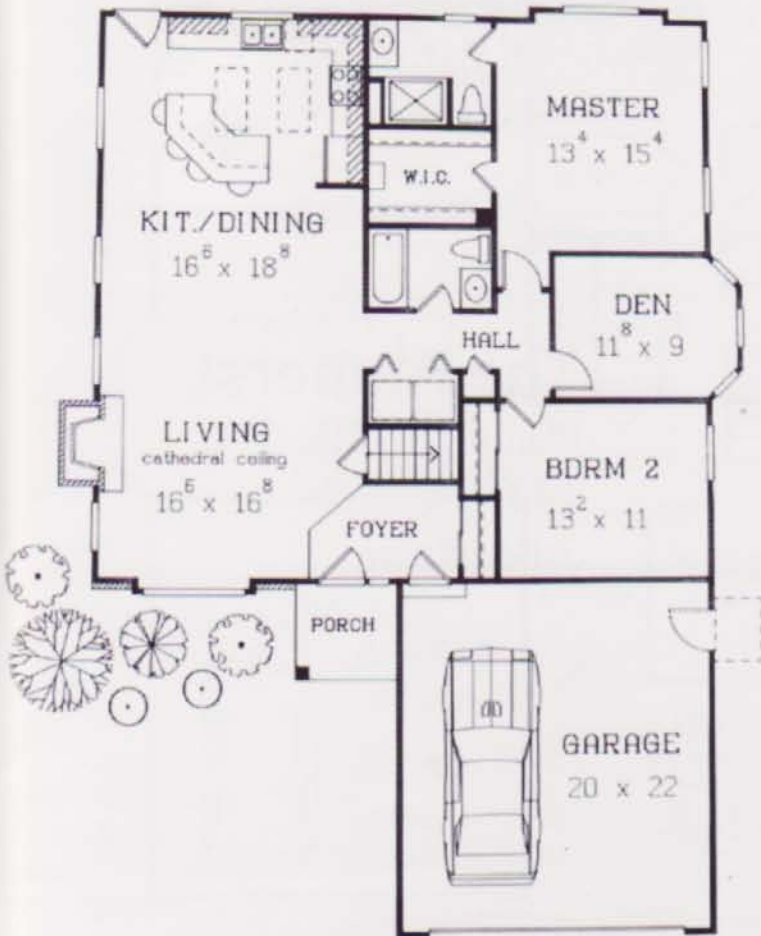 MASTER
13⁴ x 15⁴
W.I.C.
KIT./DINING
16⁶ x 18⁸
DEN
11⁸ x 9
HALL
LIVING
cathedral ceiling
16⁶ x 16⁸
BDRM 2
13² x 11
FOYER
PORCH
GARAGE
20 x 22